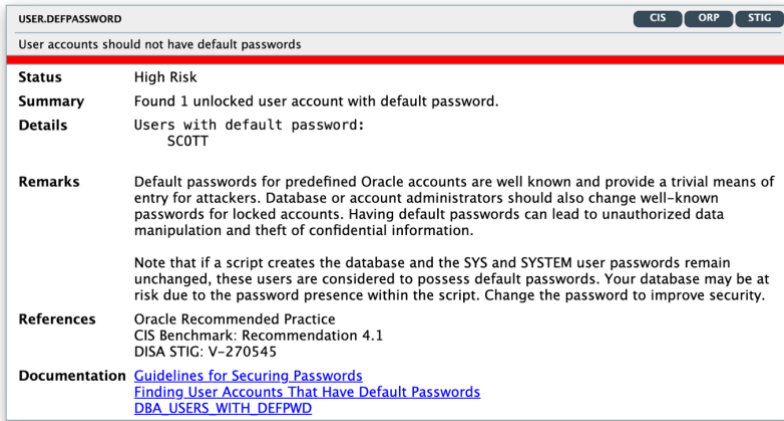 USER.DEFPASSWORD CIS ORP STIG
User accounts should not have default passwords
Status High Risk
Summary Found 1 unlocked user account with default password.
Details Users with default password:
SCOTT
Remarks Default passwords for predefined Oracle accounts are well known and provide a trivial means of
entry for attackers. Database or account administrators should also change well-known
passwords for locked accounts. Having default passwords can lead to unauthorized data
manipulation and theft of confidential information.
Note that if a script creates the database and the SYS and SYSTEM user passwords remain
unchanged, these users are considered to possess default passwords. Your database may be at
risk due to the password presence within the script. Change the password to improve security.
References Oracle Recommended Practice
CIS Benchmark: Recommendation 4.1
DISA STIG: V-270545
Documentation Guidelines for Securing Passwords
Finding User Accounts That Have Default Passwords
DBA_USERS_WITH_DEFPWD